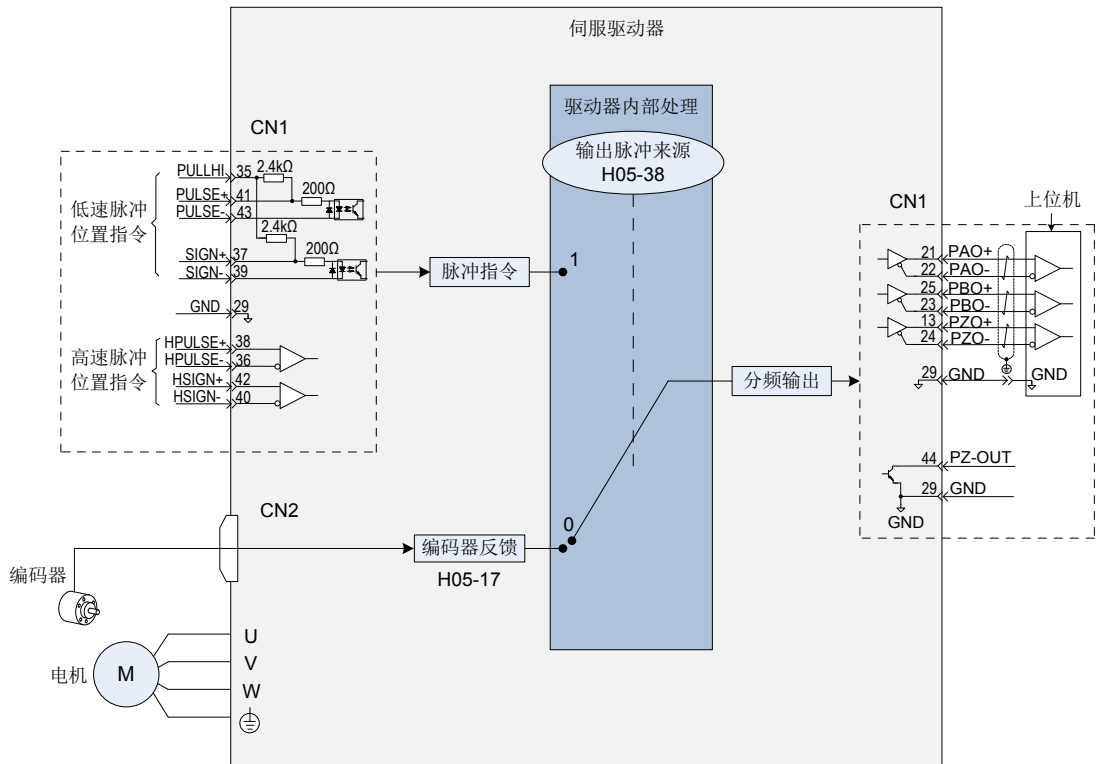 伺服驱动器
驱动器内部处理
输出脉冲来源
H05-38
CN1
PULLHI 35 2.4kΩ
PULSE+ 41 200Ω
PULSE- 43
2.4kΩ
SIGN+ 37 200Ω
SIGN- 39
低速脉冲
位置指令
GND 29
HPULSE+ 38
HPULSE- 36
HSIGN+ 42
HSIGN- 40
高速脉冲
位置指令
脉冲指令
1
CN1
上位机
21 PAO+
22 PAO-
25 PBO+
23 PBO-
13 PZO+
24 PZO-
29 GND GND
分频输出
44 PZ-OUT
29 GND
GND
CN2
0
编码器反馈
H05-17
编码器
电机
M
U
V
W